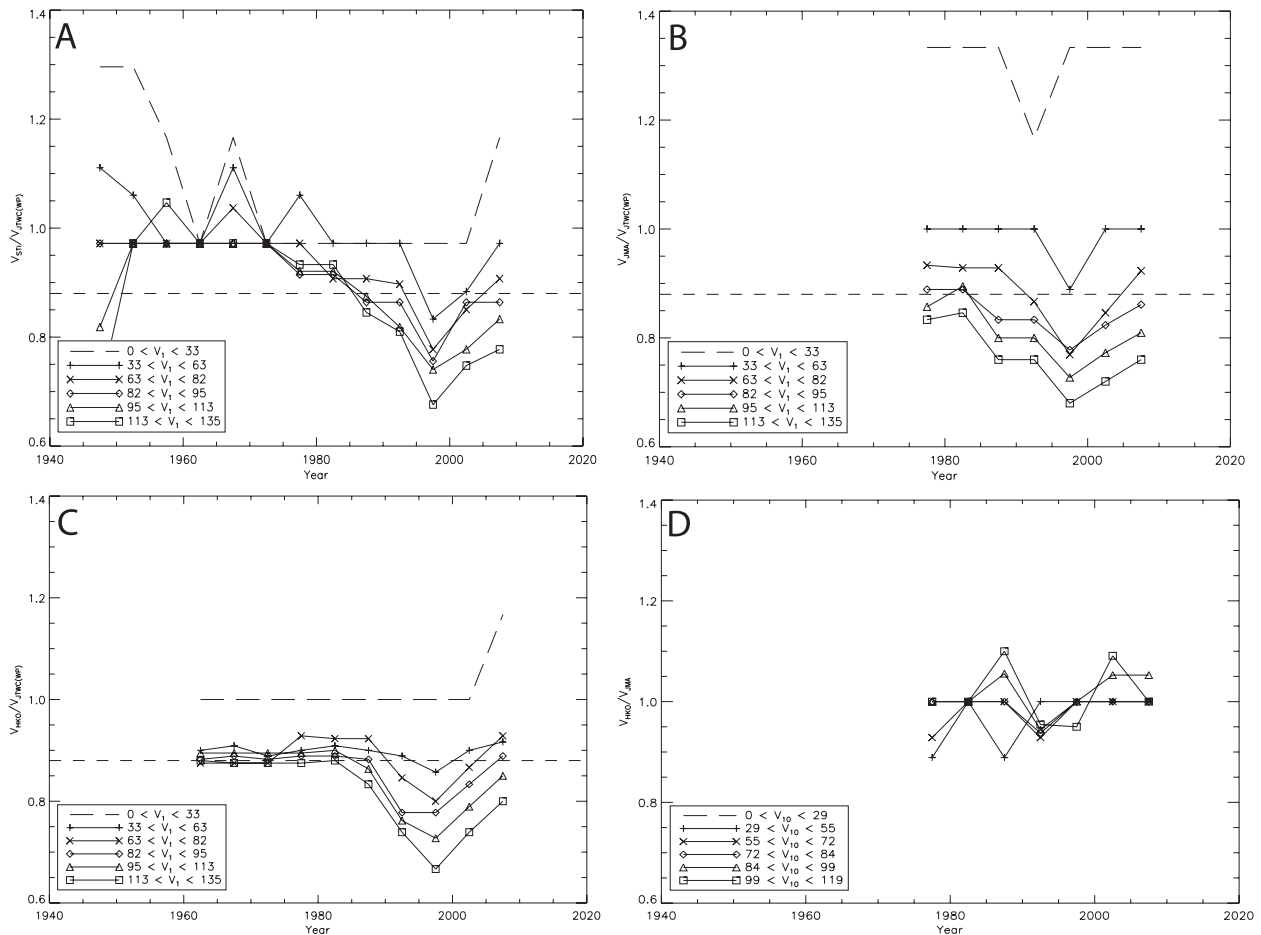 A
1.4
1.2
1.0
0.8
0.6
V_STI/V_JTWC(WP)
0 < V_1 < 33
33 < V_1 < 63
63 < V_1 < 82
82 < V_1 < 95
95 < V_1 < 113
113 < V_1 < 135
1940 1960 1980 2000 2020
Year
B
1.4
1.2
1.0
0.8
0.6
V_JMA/V_JTWC(WP)
0 < V_1 < 33
33 < V_1 < 63
63 < V_1 < 82
82 < V_1 < 95
95 < V_1 < 113
113 < V_1 < 135
1940 1960 1980 2000 2020
Year
C
1.4
1.2
1.0
0.8
0.6
V_HKO/V_JTWC(WP)
0 < V_1 < 33
33 < V_1 < 63
63 < V_1 < 82
82 < V_1 < 95
95 < V_1 < 113
113 < V_1 < 135
1940 1960 1980 2000 2020
Year
D
1.4
1.2
1.0
0.8
0.6
V_HKO/V_JMA
0 < V_10 < 29
29 < V_10 < 55
55 < V_10 < 72
72 < V_10 < 84
84 < V_10 < 99
99 < V_10 < 119
1940 1960 1980 2000 2020
Year